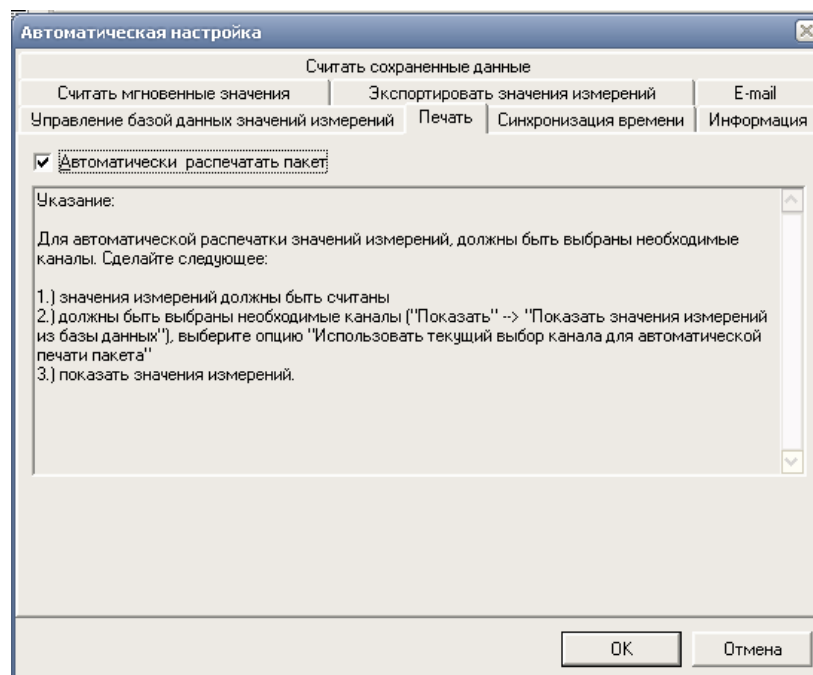 Автоматическая настройка
Считать сохраненные данные
Считать мгновенные значения Экспортировать значения измерений E-mail
Управление базой данных значений измерений Печать Синхронизация времени Информация
Автоматически распечатать пакет
Указание:
Для автоматической распечатки значений измерений, должны быть выбраны необходимые
каналы. Сделайте следующее:
1.) значения измерений должны быть считаны
2.) должны быть выбраны необходимые каналы ("Показать" --> "Показать значения измерений
из базы данных"), выберите опцию "Использовать текущий выбор канала для автоматической
печати пакета"
3.) показать значения измерений.
OK Отмена